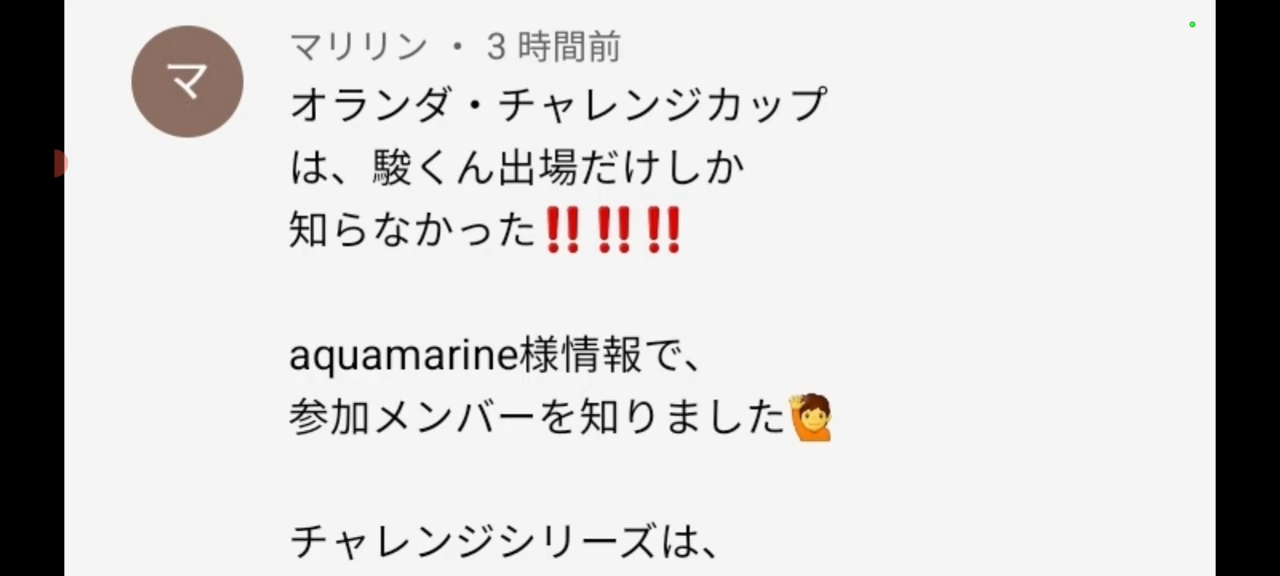 マ
マリリン ・ 3 時間前
オランダ・チャレンジカップ
は、駿くん出場だけしか
知らなかった‼️‼️‼️
aquamarine様情報で、
参加メンバーを知りました🙋
チャレンジシリーズは、